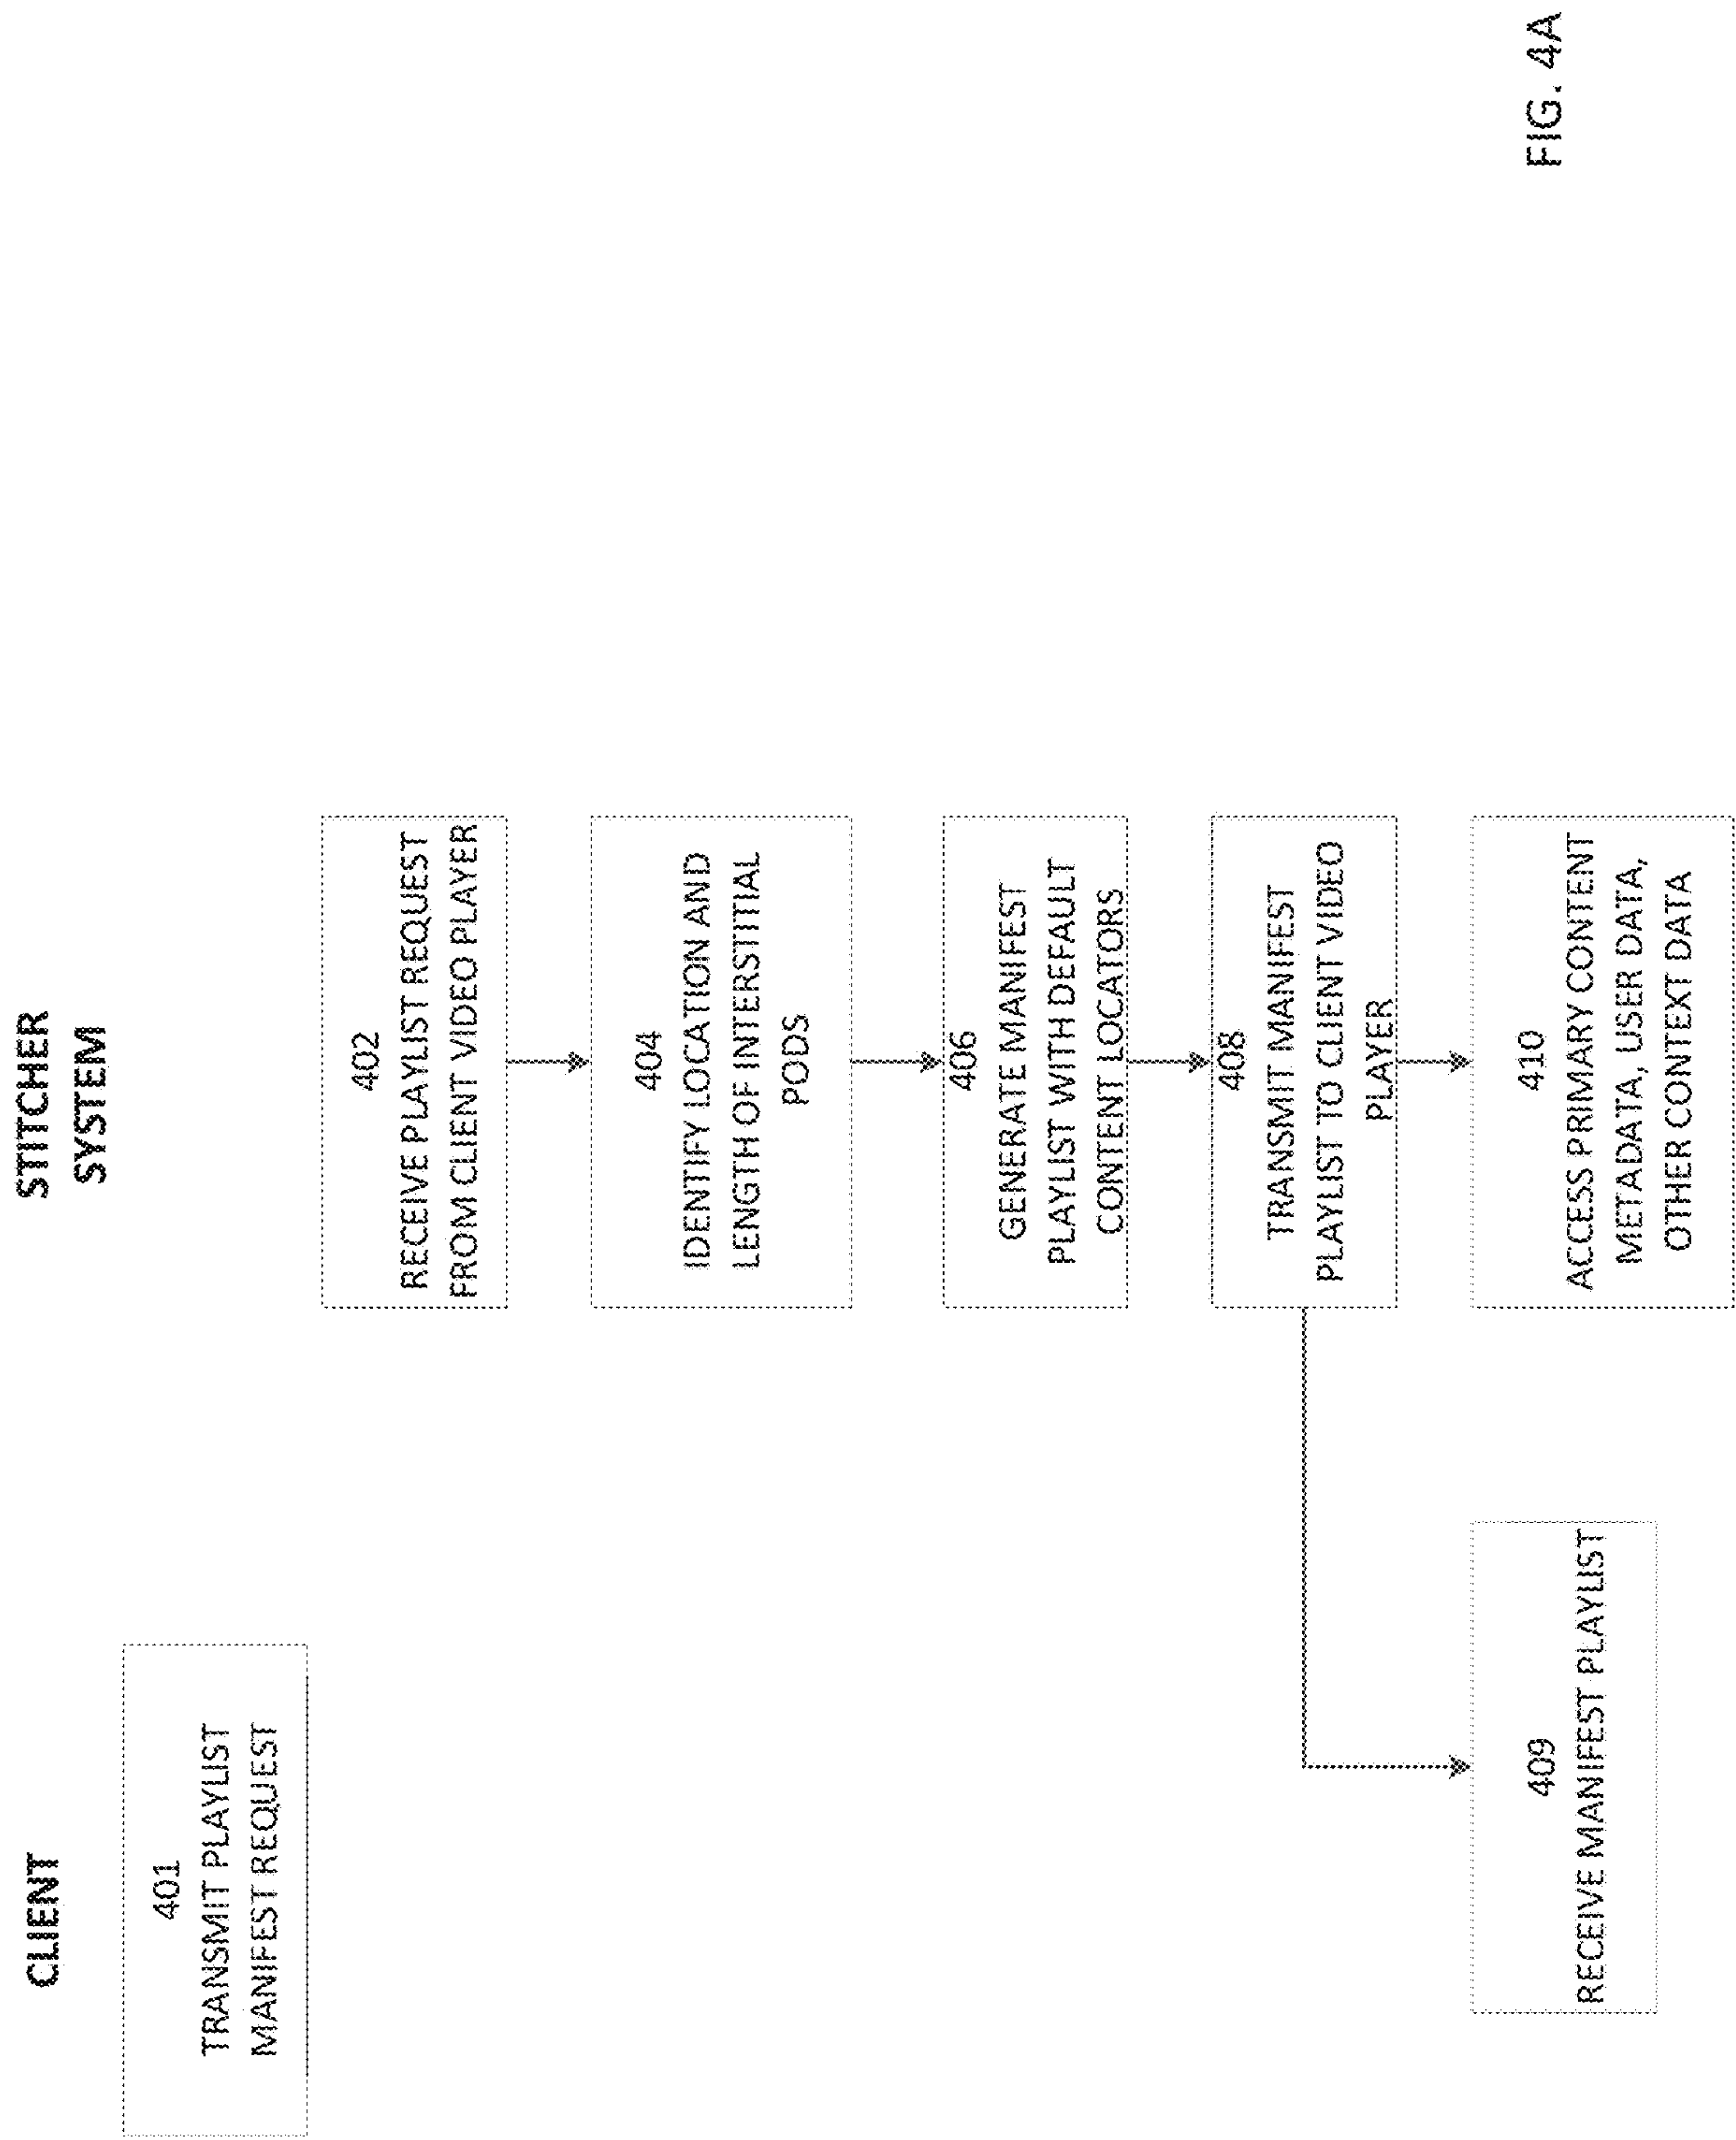 CLIENT
STITCHER
SYSTEM
401
TRANSMIT PLAYLIST
MANIFEST REQUEST
402
RECEIVE PLAYLIST REQUEST
FROM CLIENT VIDEO PLAYER
404
IDENTIFY LOCATION AND
LENGTH OF INTERSTITIAL
PODS
406
GENERATE MANIFEST
PLAYLIST WITH DEFAULT
CONTENT LOCATORS
408
TRANSMIT MANIFEST
PLAYLIST TO CLIENT VIDEO
PLAYER
409
RECEIVE MANIFEST PLAYLIST
410
ACCESS PRIMARY CONTENT
METADATA, USER DATA,
OTHER CONTEXT DATA
FIG. 4A